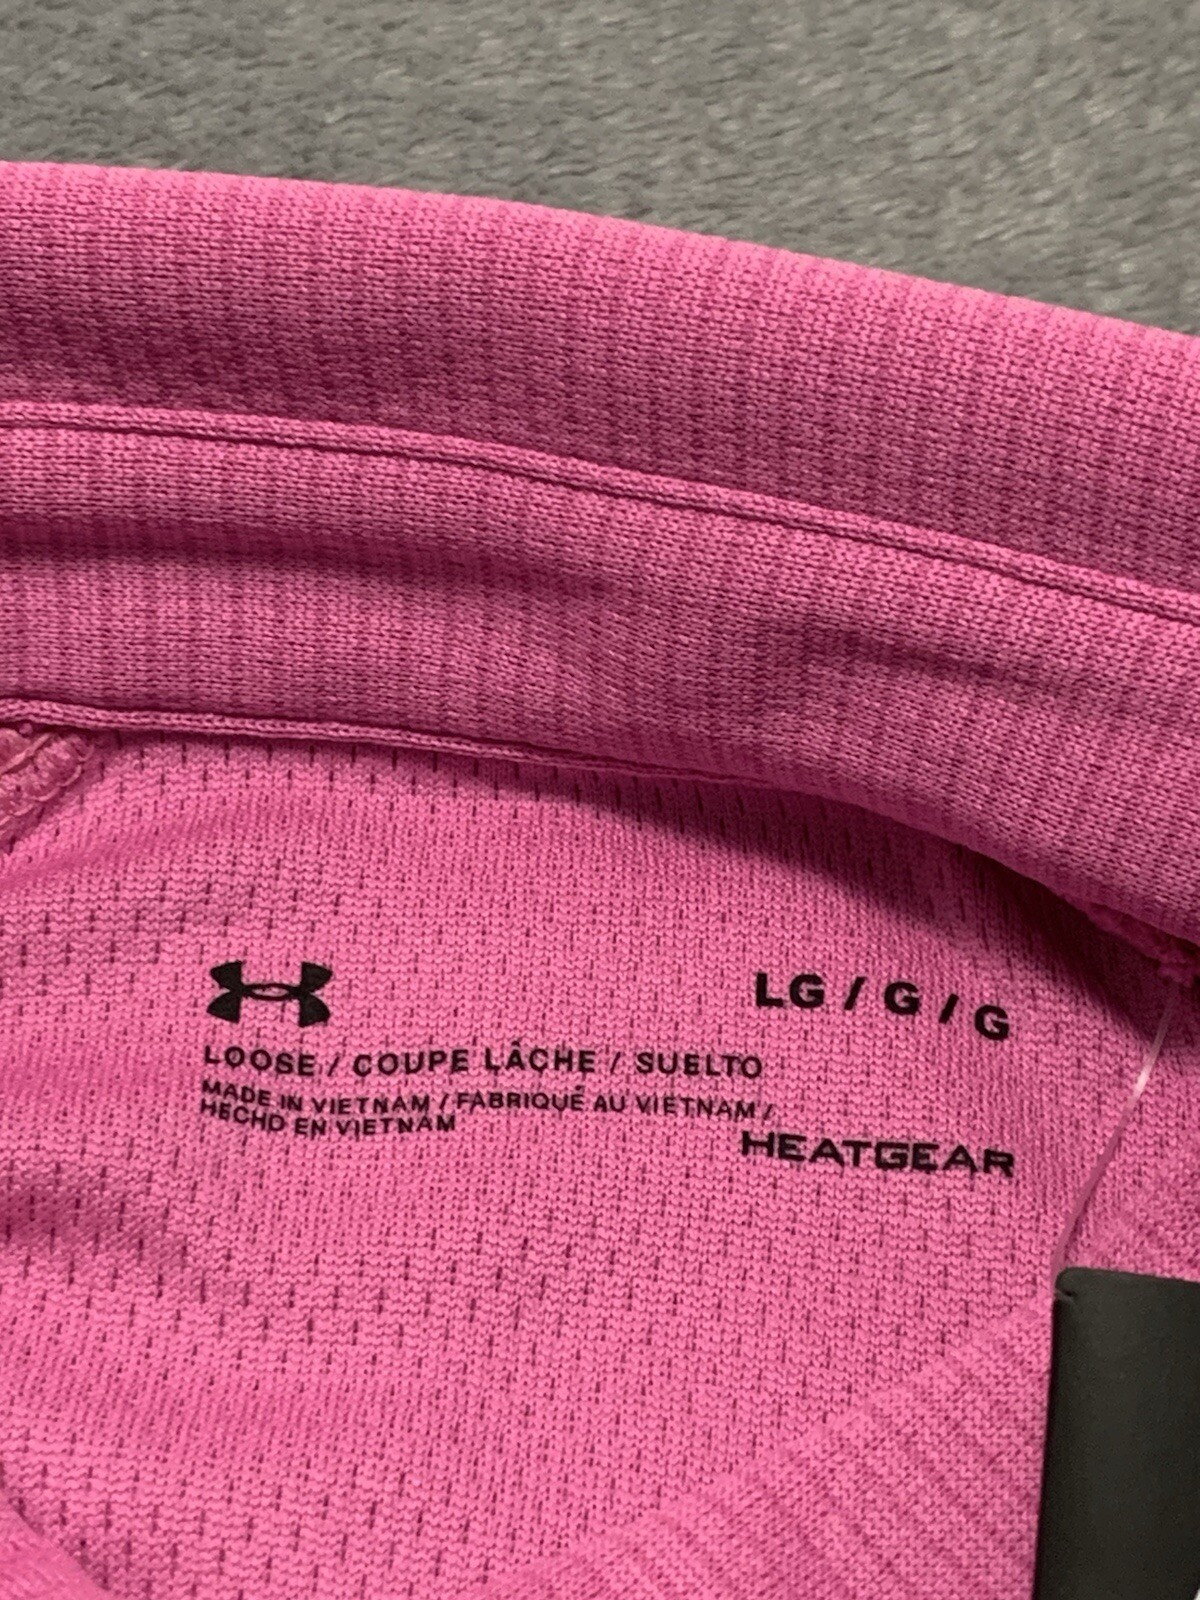 LG / G / G
LOOSE / COUPE LÂCHE / SUELTO
MADE IN VIETNAM / FABRIQUÉ AU VIETNAM /
HECHO EN VIETNAM
HEATGEAR